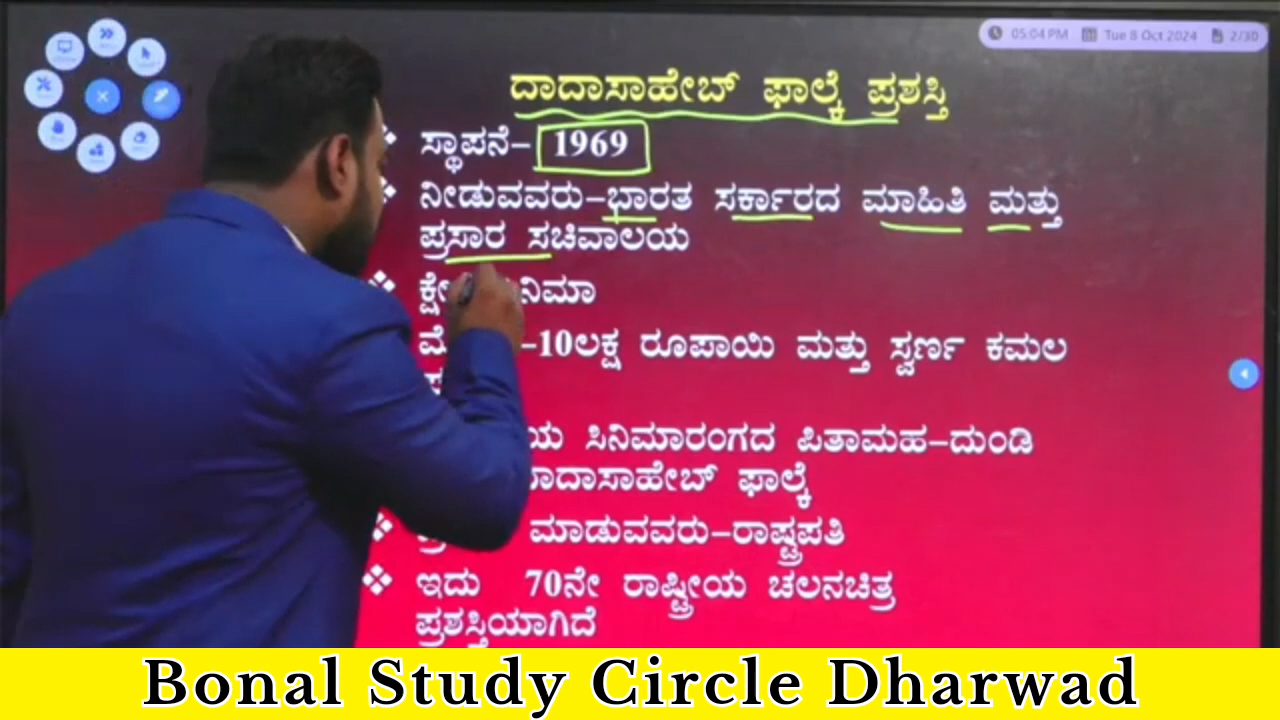 05:04 PM Tue 8 Oct 2024 2/30
ದಾದಾಸಾಹೇಬ್ ಫಾಲ್ಕೆ ಪ್ರಶಸ್ತಿ
ಸ್ಥಾಪನೆ– 1969
ನೀಡುವವರು–ಭಾರತ ಸರ್ಕಾರದ ಮಾಹಿತಿ ಮತ್ತು
ಪ್ರಸಾರ ಸಚಿವಾಲಯ
–10ಲಕ್ಷ ರೂಪಾಯಿ ಮತ್ತು ಸ್ವರ್ಣ ಕಮಲ
ಸಿನಿಮಾರಂಗದ ಪಿತಾಮಹ–ದುಂಡಿ
ದಾದಾಸಾಹೇಬ್ ಫಾಲ್ಕೆ
ಮಾಡುವವರು–ರಾಷ್ಟ್ರಪತಿ
ಇದು 70ನೇ ರಾಷ್ಟ್ರೀಯ ಚಲನಚಿತ್ರ
ಪ್ರಶಸ್ತಿಯಾಗಿದೆ
Bonal Study Circle Dharwad